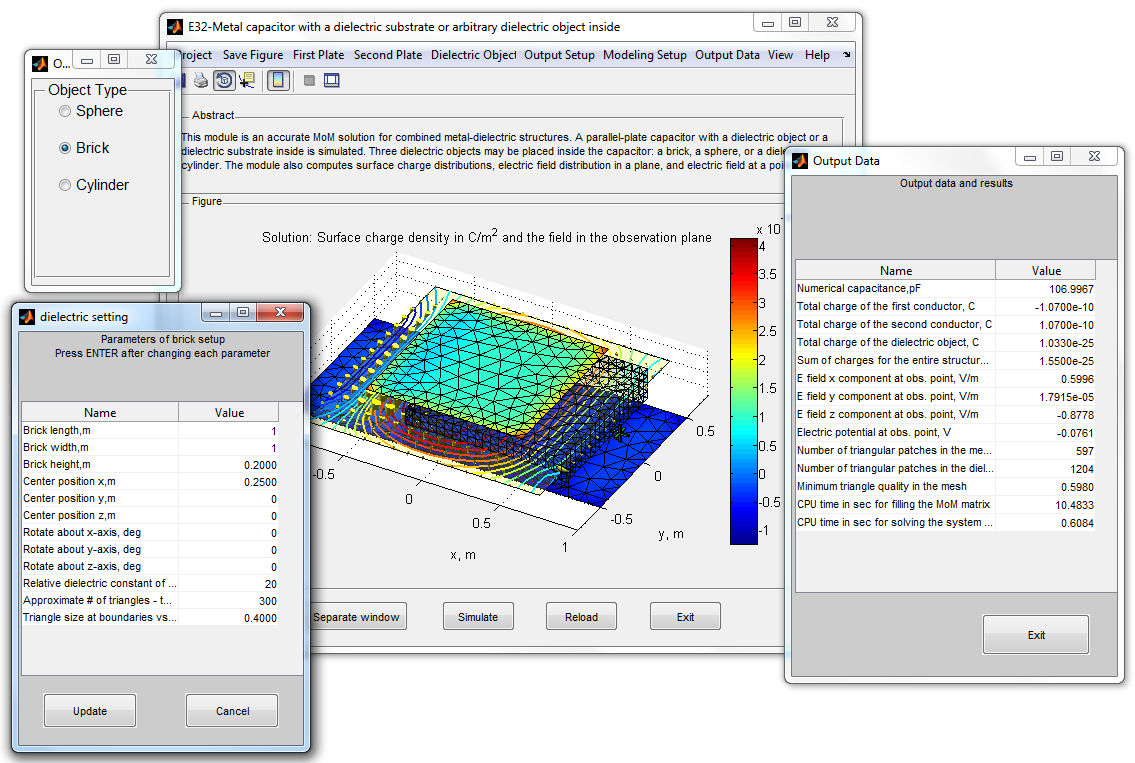 E32-Metal capacitor with a dielectric substrate or arbitrary dielectric object inside
roject Save Figure First Plate Second Plate Dielectric Object Output Setup Modeling Setup Output Data View Help
Abstract
This module is an accurate MoM solution for combined metal-dielectric structures. A parallel-plate capacitor with a dielectric object or a
dielectric substrate inside is simulated. Three dielectric objects may be placed inside the capacitor: a brick, a sphere, or a diele
cylinder. The module also computes surface charge distributions, electric field distribution in a plane, and electric field at a poi
Figure
Solution: Surface charge density in C/m2 and the field in the observation plane
x 10
4
3.5
3
2.5
2
1.5
1
0.5
0
-0.5
-1
-0.5
0
0.5
1
x, m
0.5
0
-0.5
y, m
Separate window
Simulate
Reload
Exit
O...
Object Type
Sphere
Brick
Cylinder
dielectric setting
Parameters of brick setup
Press ENTER after changing each parameter
Name Value
Brick length,m 1
Brick width,m 1
Brick height,m 0.2000
Center position x,m 0.2500
Center position y,m 0
Center position z,m 0
Rotate about x-axis, deg 0
Rotate about y-axis, deg 0
Rotate about z-axis, deg 0
Relative dielectric constant of ... 20
Approximate # of triangles - t... 300
Triangle size at boundaries vs... 0.4000
Update
Cancel
Output Data
Output data and results
Name Value
Numerical capacitance,pF 106.9967
Total charge of the first conductor, C -1.0700e-10
Total charge of the second conductor, C 1.0700e-10
Total charge of the dielectric object, C 1.0330e-25
Sum of charges for the entire structur... 1.5500e-25
E field x component at obs. point, V/m 0.5996
E field y component at obs. point, V/m 1.7915e-05
E field z component at obs. point, V/m -0.8778
Electric potential at obs. point, V -0.0761
Number of triangular patches in the me... 597
Number of triangular patches in the diel... 1204
Minimum triangle quality in the mesh 0.5980
CPU time in sec for filling the MoM matrix 10.4833
CPU time in sec for solving the system ... 0.6084
Exit